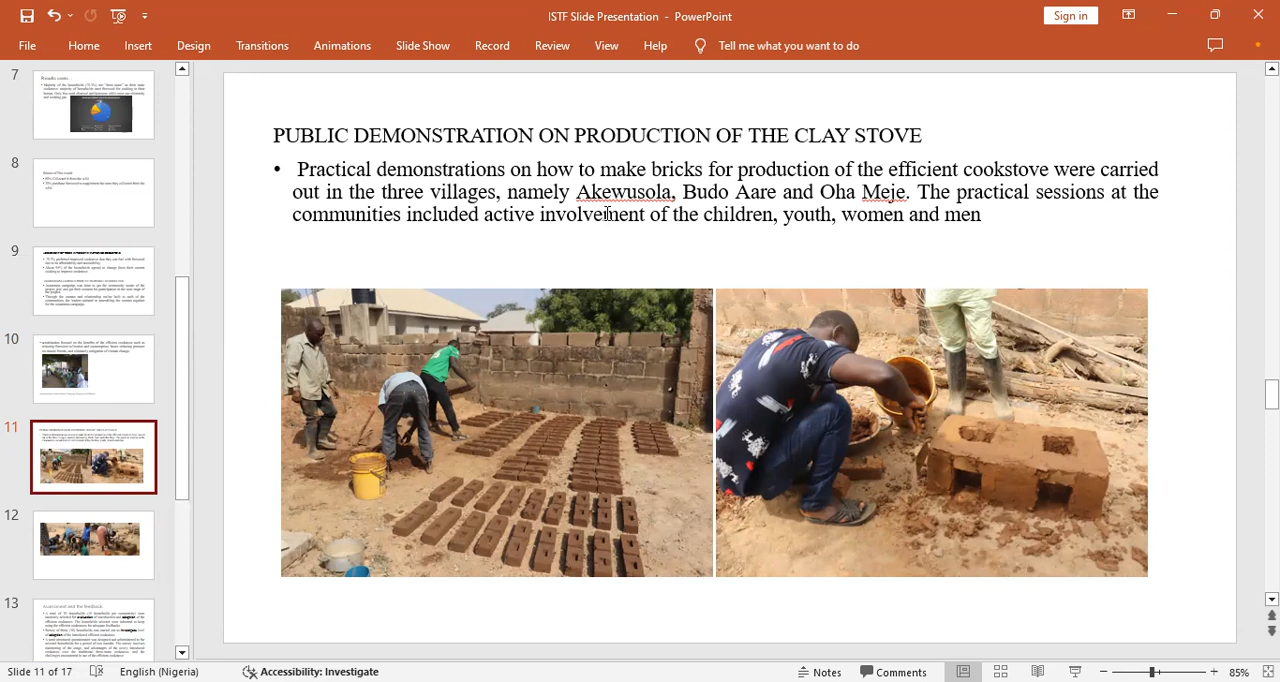 ISTF Slide Presentation - PowerPoint
Sign in
File Home Insert Design Transitions Animations Slide Show Record Review View Help Tell me what you want to do
7
8
9
10
11
12
13
PUBLIC DEMONSTRATION ON PRODUCTION OF THE CLAY STOVE
• Practical demonstrations on how to make bricks for production of the efficient cookstove were carried
out in the three villages, namely Akewusola, Budo Aare and Oha Meje. The practical sessions at the
communities included active involvement of the children, youth, women and men
Slide 11 of 17 English (Nigeria) Accessibility: Investigate Notes Comments 85%